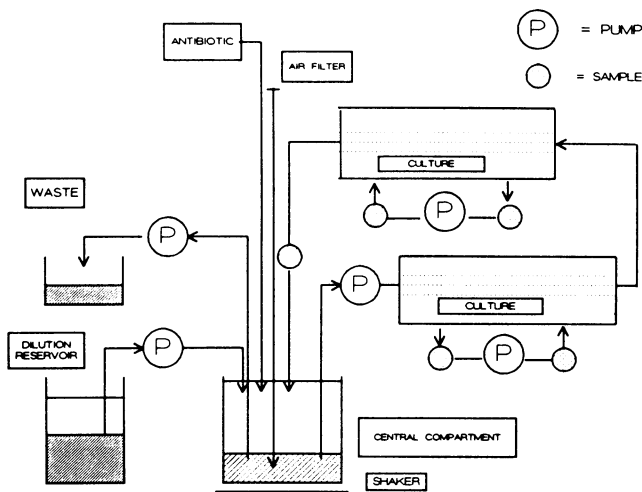 ANTIBIOTIC
AIR FILTER
P = PUMP
= SAMPLE
CULTURE
WASTE
P
P
P
CULTURE
DILUTION
RESERVOIR
P
P
CENTRAL COMPARTMENT
SHAKER